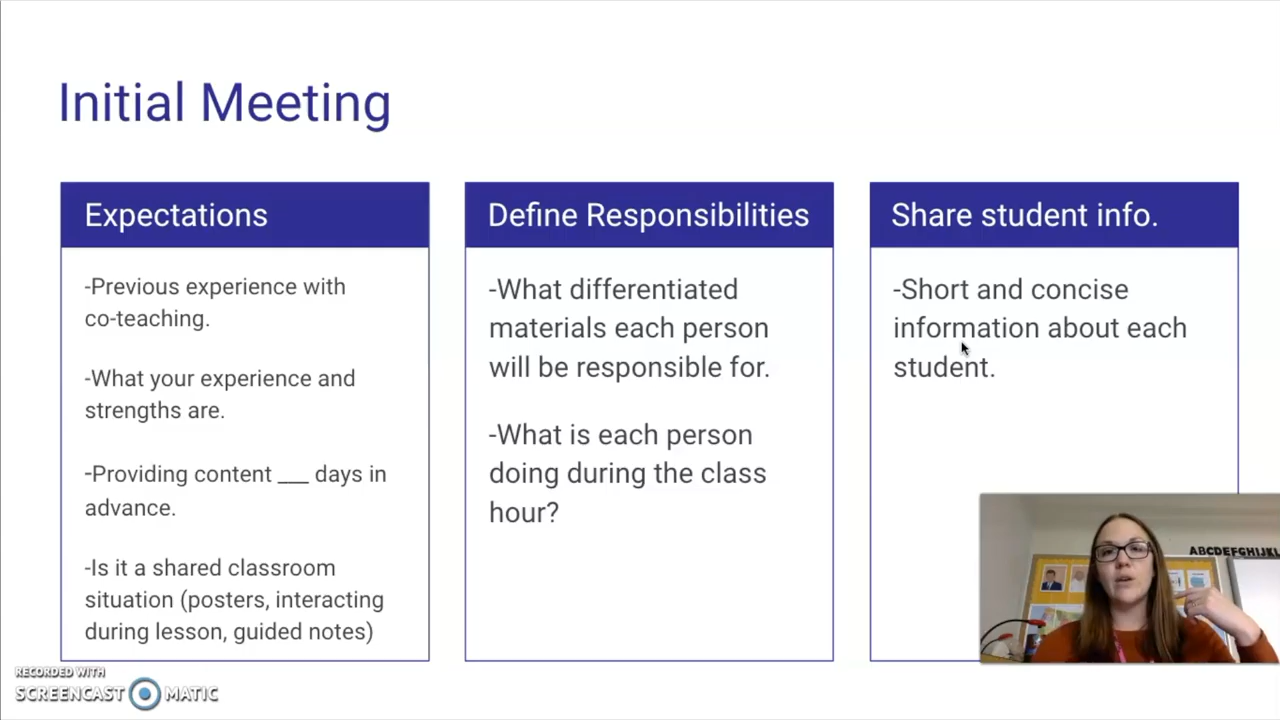 Initial Meeting
Expectations
-Previous experience with
co-teaching.
-What your experience and
strengths are.
-Providing content ___ days in
advance.
-Is it a shared classroom
situation (posters, interacting
during lesson, guided notes)
Define Responsibilities
-What differentiated
materials each person
will be responsible for.
-What is each person
doing during the class
hour?
Share student info.
-Short and concise
information about each
student.
ABCDEFGHIJKL
RECORDED WITH
SCREENCAST MATIC